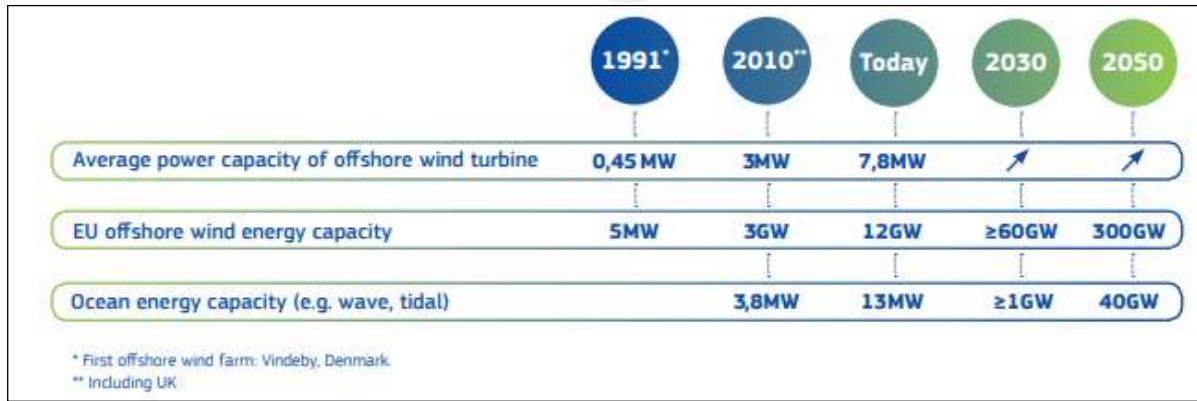 1991* 2010** Today 2030 2050
Average power capacity of offshore wind turbine 0,45 MW 3MW 7,8MW
EU offshore wind energy capacity 5MW 3GW 12GW ≥60GW 300GW
Ocean energy capacity (e.g. wave, tidal) 3,8MW 13MW ≥1GW 40GW
* First offshore wind farm: Vindeby, Denmark.
** Including UK